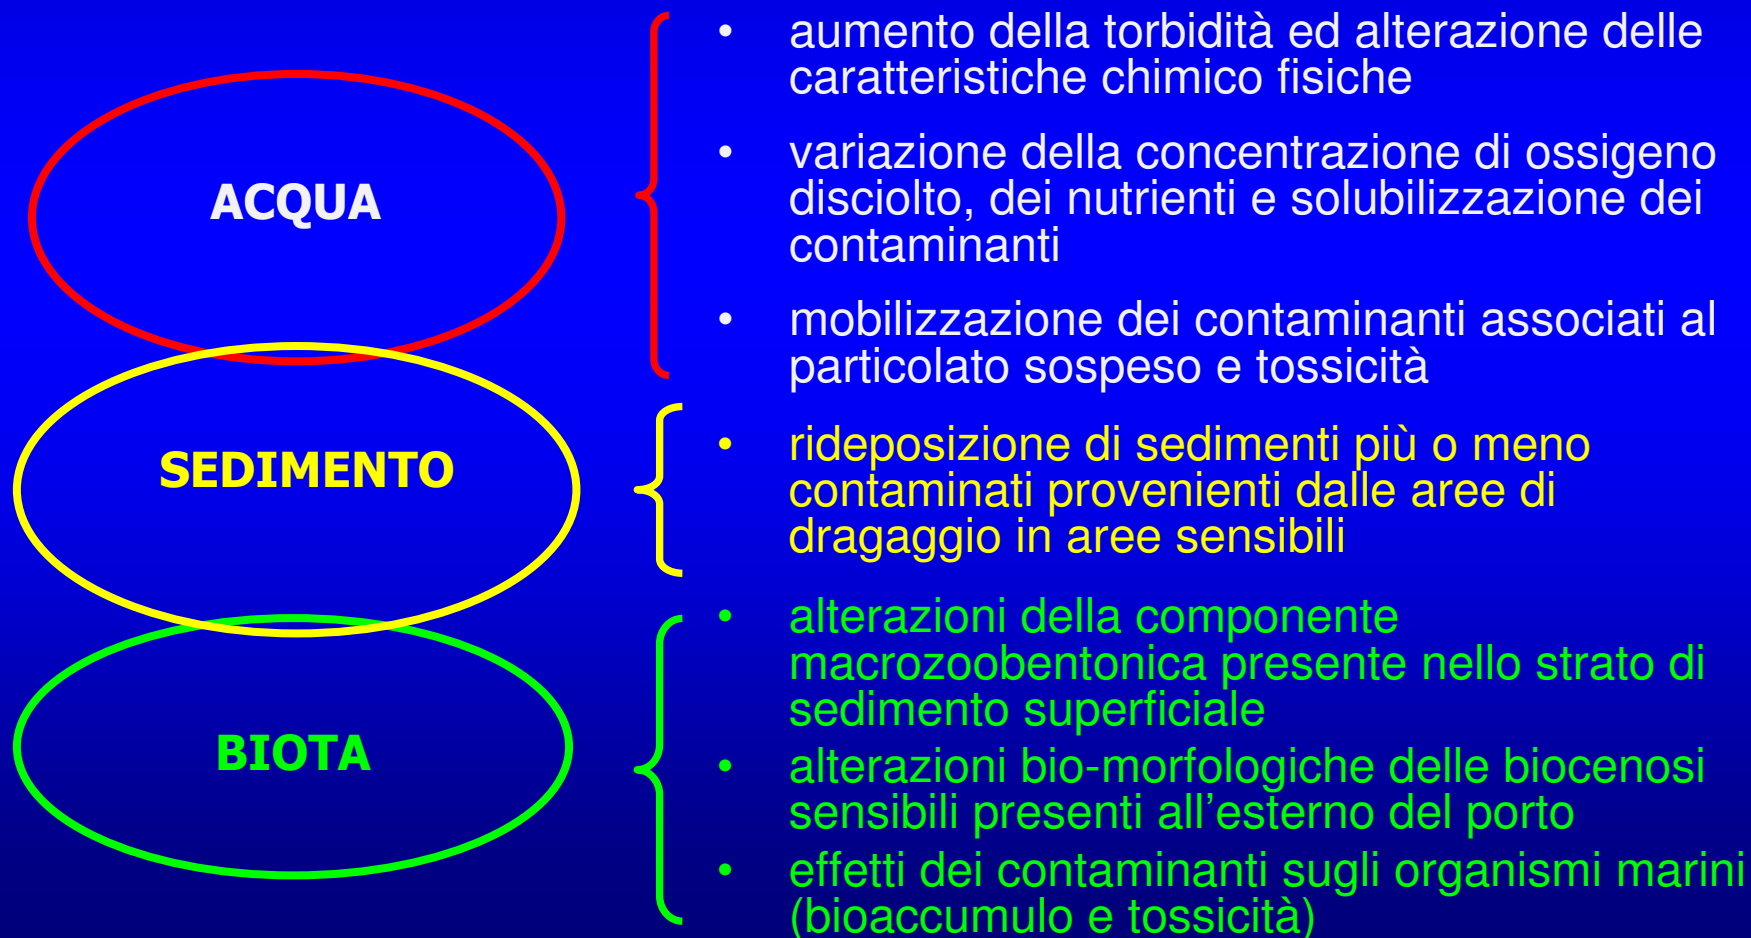 ACQUA
• aumento della torbidità ed alterazione delle
caratteristiche chimico fisiche
• variazione della concentrazione di ossigeno
disciolto, dei nutrienti e solubilizzazione dei
contaminanti
• mobilizzazione dei contaminanti associati al
particolato sospeso e tossicità
SEDIMENTO
• rideposizione di sedimenti più o meno
contaminati provenienti dalle aree di
dragaggio in aree sensibili
BIOTA
• alterazioni della componente
macrozoobentonica presente nello strato di
sedimento superficiale
• alterazioni bio-morfologiche delle biocenosi
sensibili presenti all’esterno del porto
• effetti dei contaminanti sugli organismi marini
(bioaccumulo e tossicità)